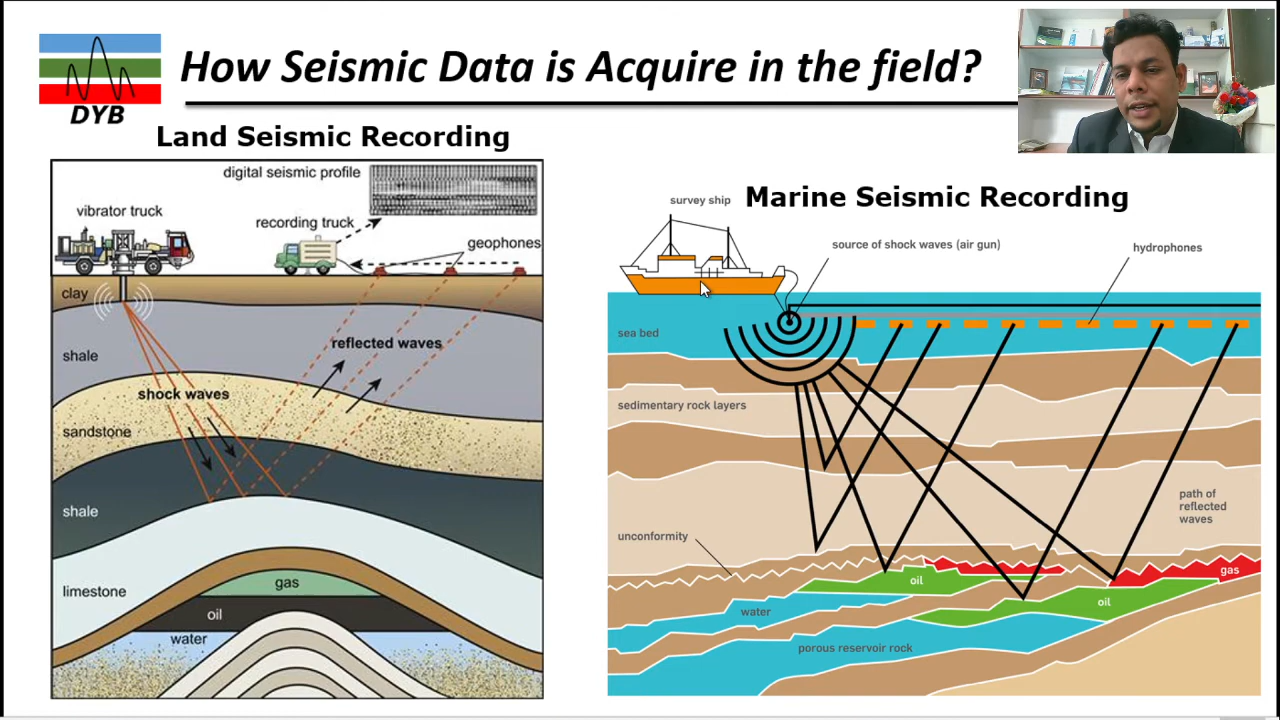 How Seismic Data is Acquire in the field?
DYB
Land Seismic Recording
digital seismic profile
vibrator truck
recording truck
geophones
clay
shale
reflected waves
shock waves
sandstone
shale
limestone
gas
oil
water
Marine Seismic Recording
survey ship
source of shock waves (air gun)
hydrophones
sea bed
sedimentary rock layers
path of
reflected
waves
unconformity
gas
oil
oil
water
porous reservoir rock